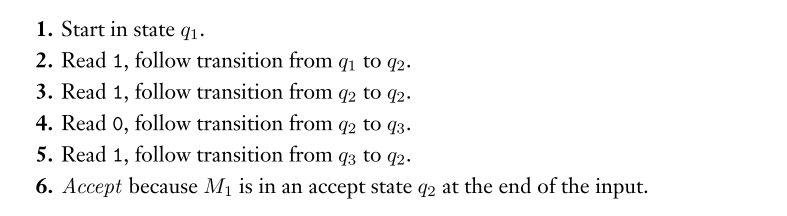 1. Start in state q₁.
2. Read 1, follow transition from q₁ to q₂.
3. Read 1, follow transition from q₂ to q₂.
4. Read 0, follow transition from q₂ to q₃.
5. Read 1, follow transition from q₃ to q₂.
6. Accept because M₁ is in an accept state q₂ at the end of the input.